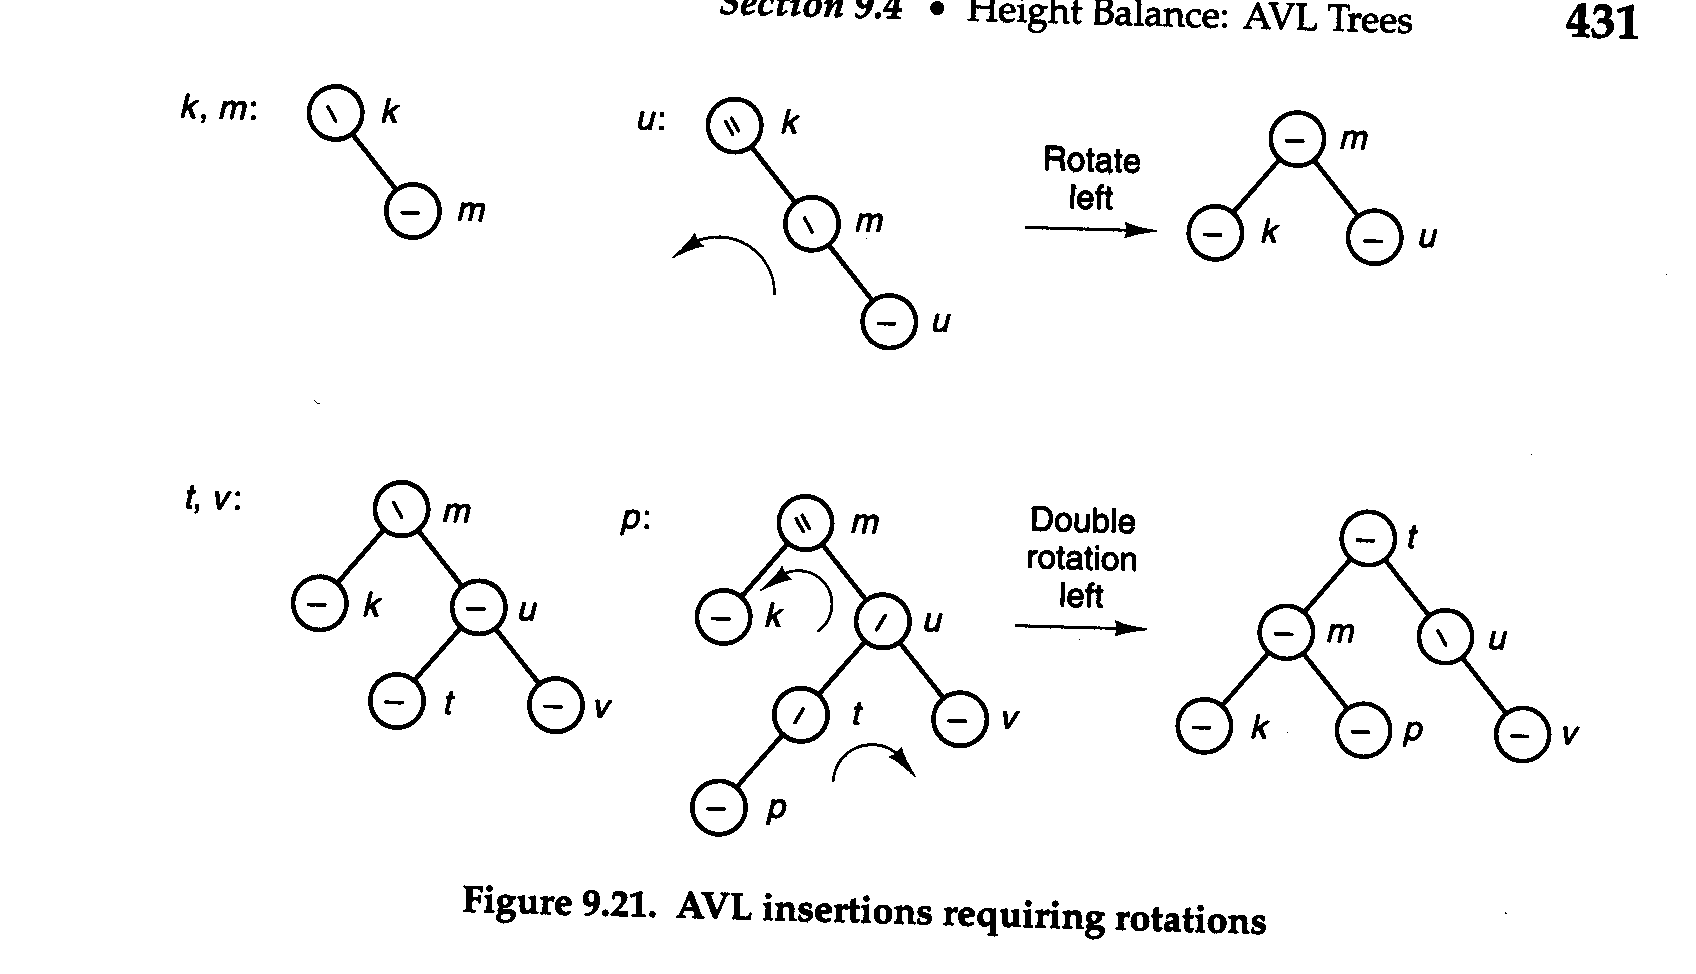 Section 9.4 • Height Balance: AVL Trees 431
k, m: k
m
u: k
m
u
Rotate
left
m
k u
t, v: m
k u
t v
p: m
k u
t v
p
Double
rotation
left
t
m u
k p v
Figure 9.21. AVL insertions requiring rotations